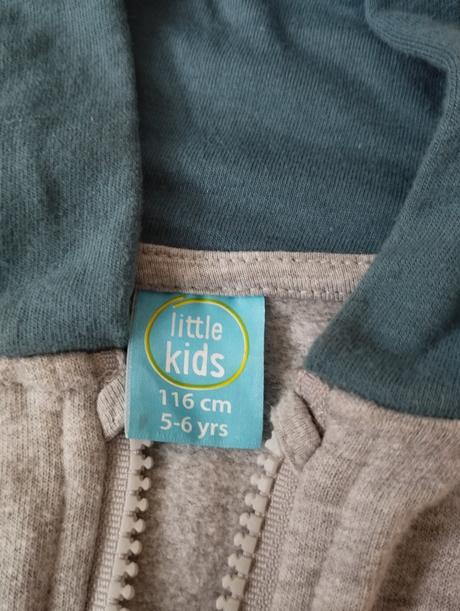 little
kids
116 cm
5-6 yrs